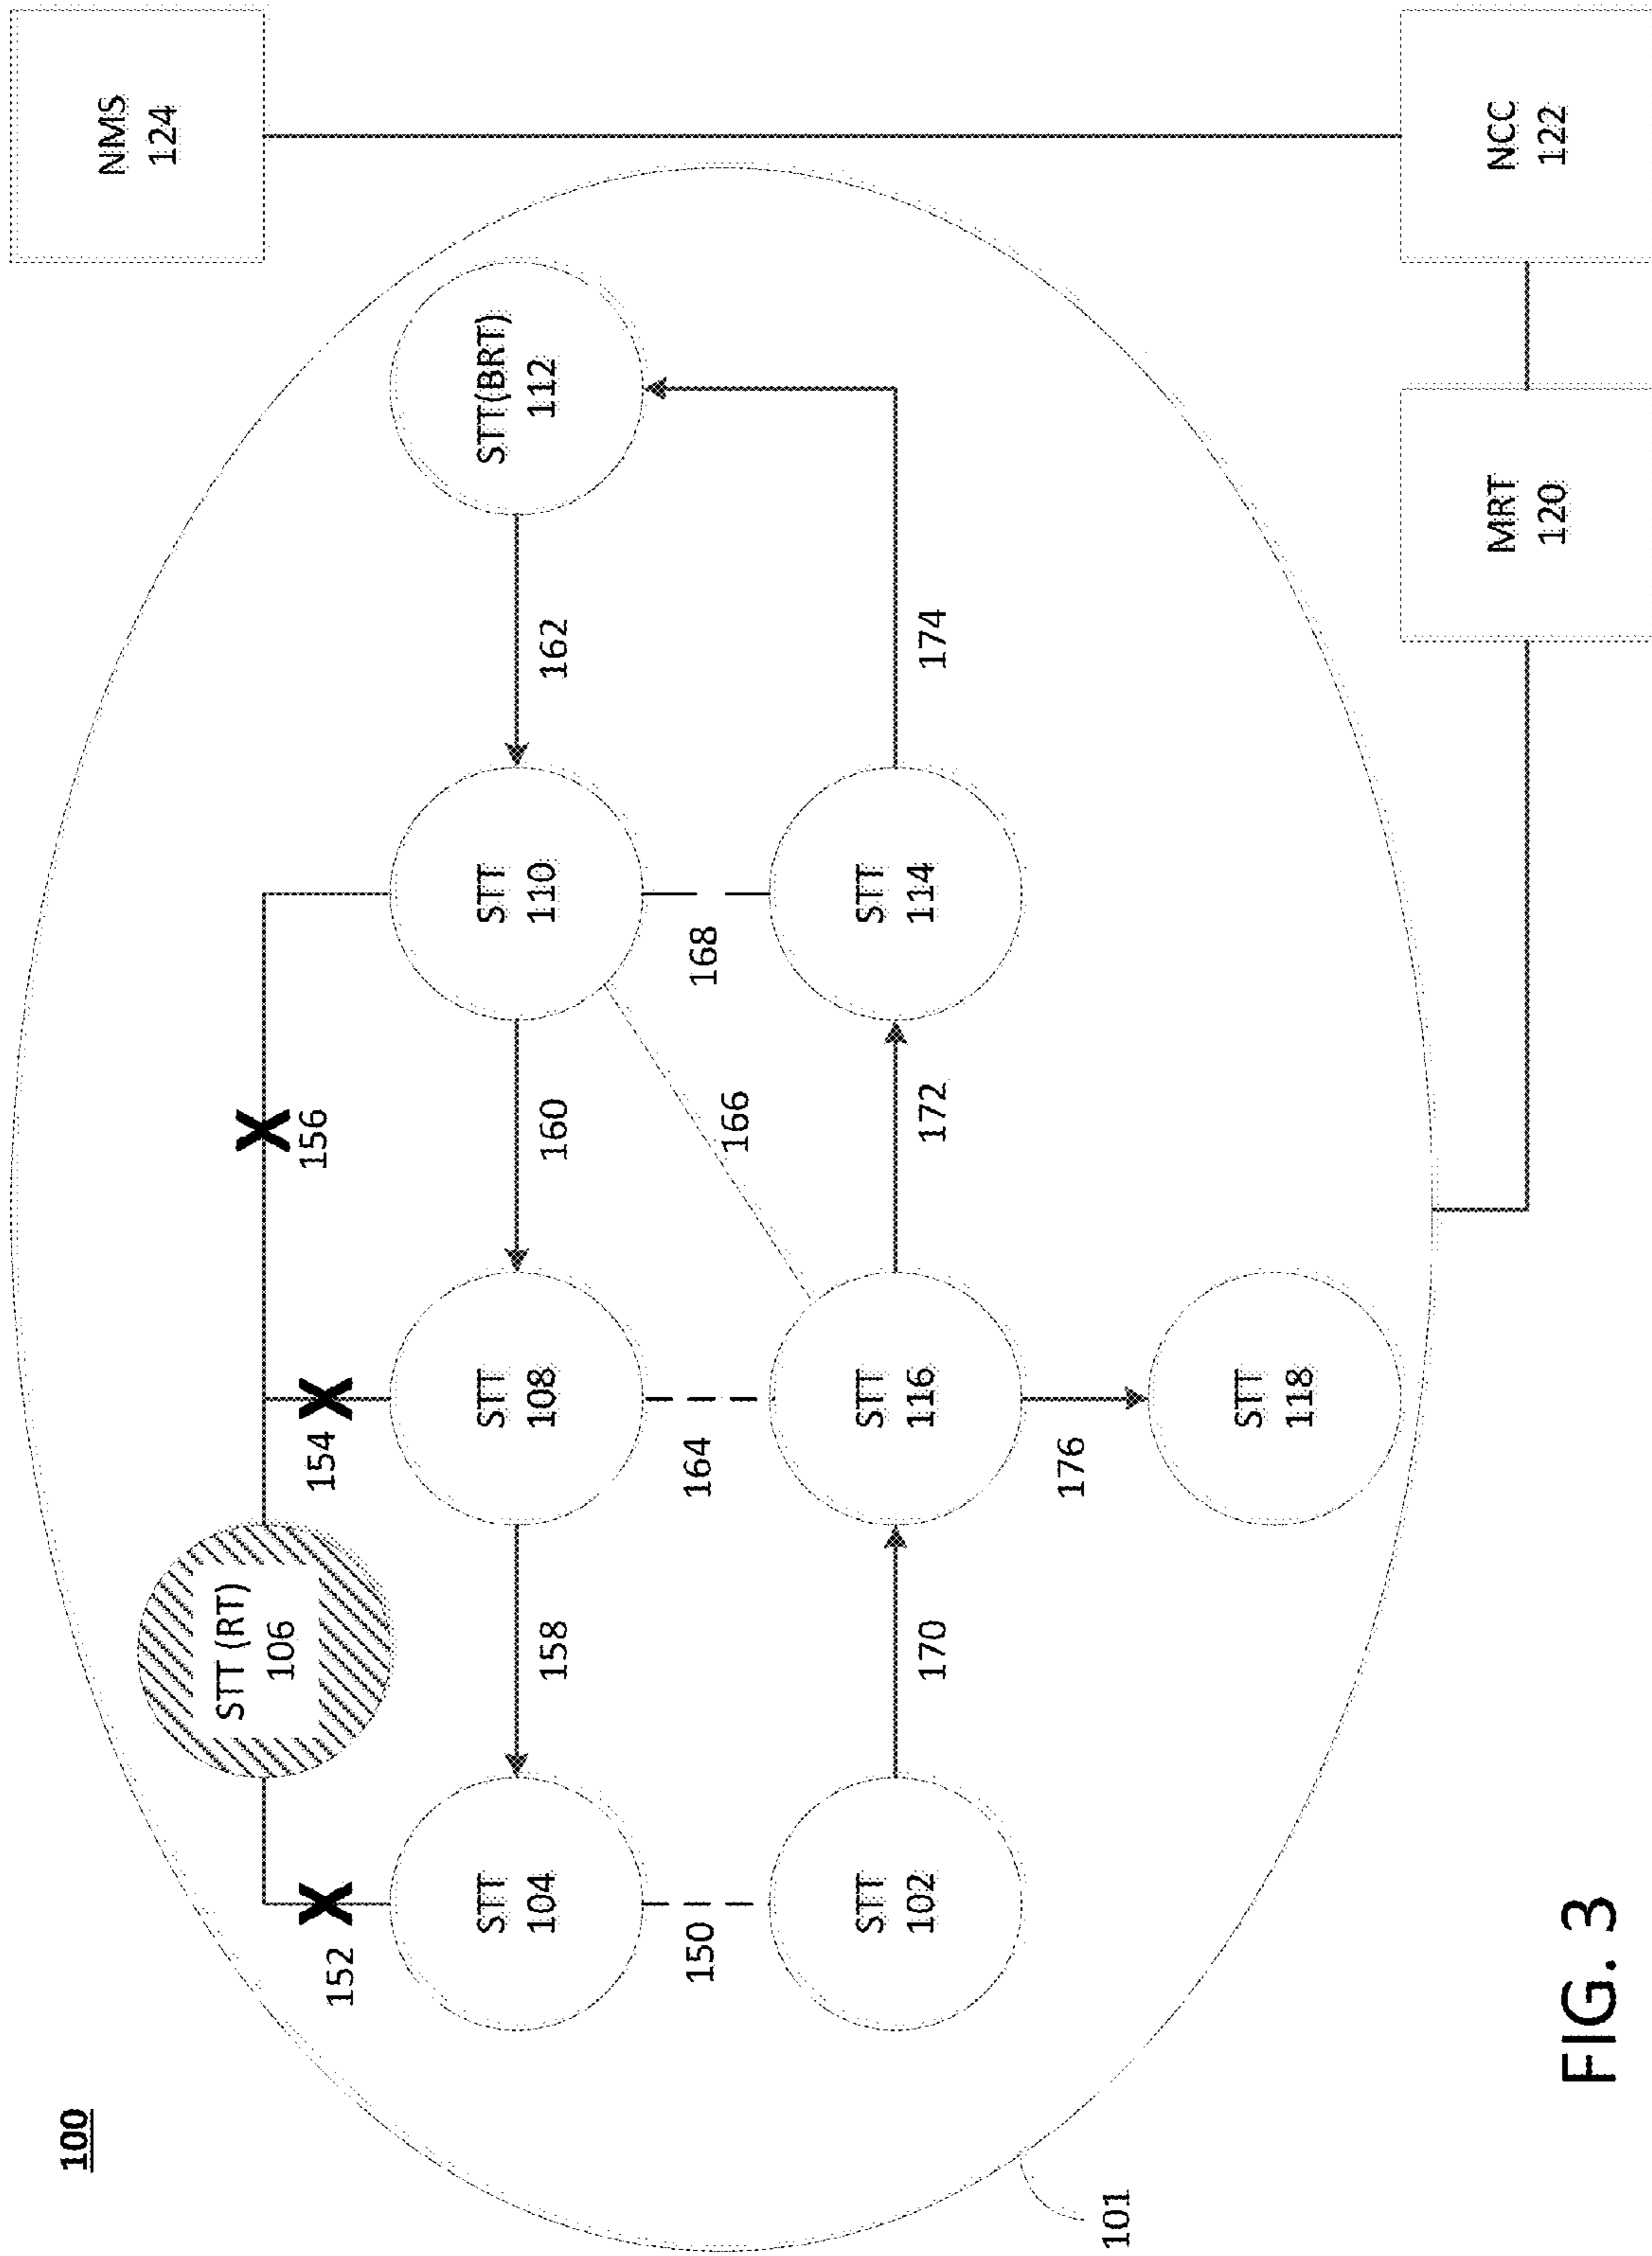 100
NMS
124
STT (RT)
106
156
152
154
STT
104
STT
108
STT
110
STT(BRT)
112
158
160
162
150
164
166
168
STT
102
STT
116
STT
114
170
172
174
176
101
STT
118
MRT
120
NCC
122
FIG. 3